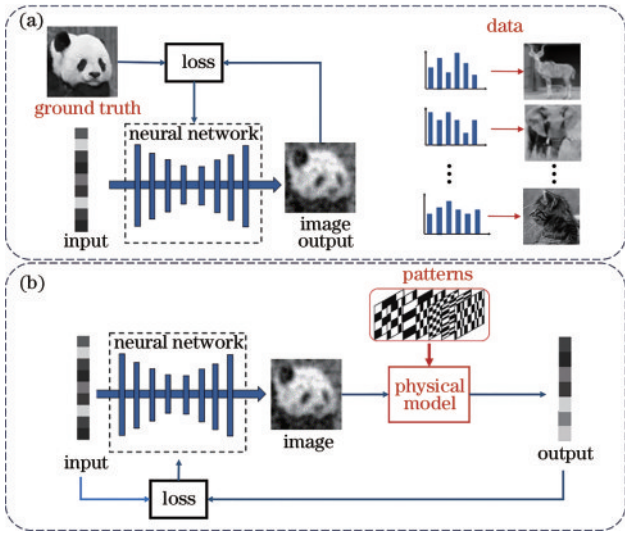 (a)
data
loss
ground truth
neural network
input
image
output
(b)
patterns
neural network
physical
model
image
input
output
loss